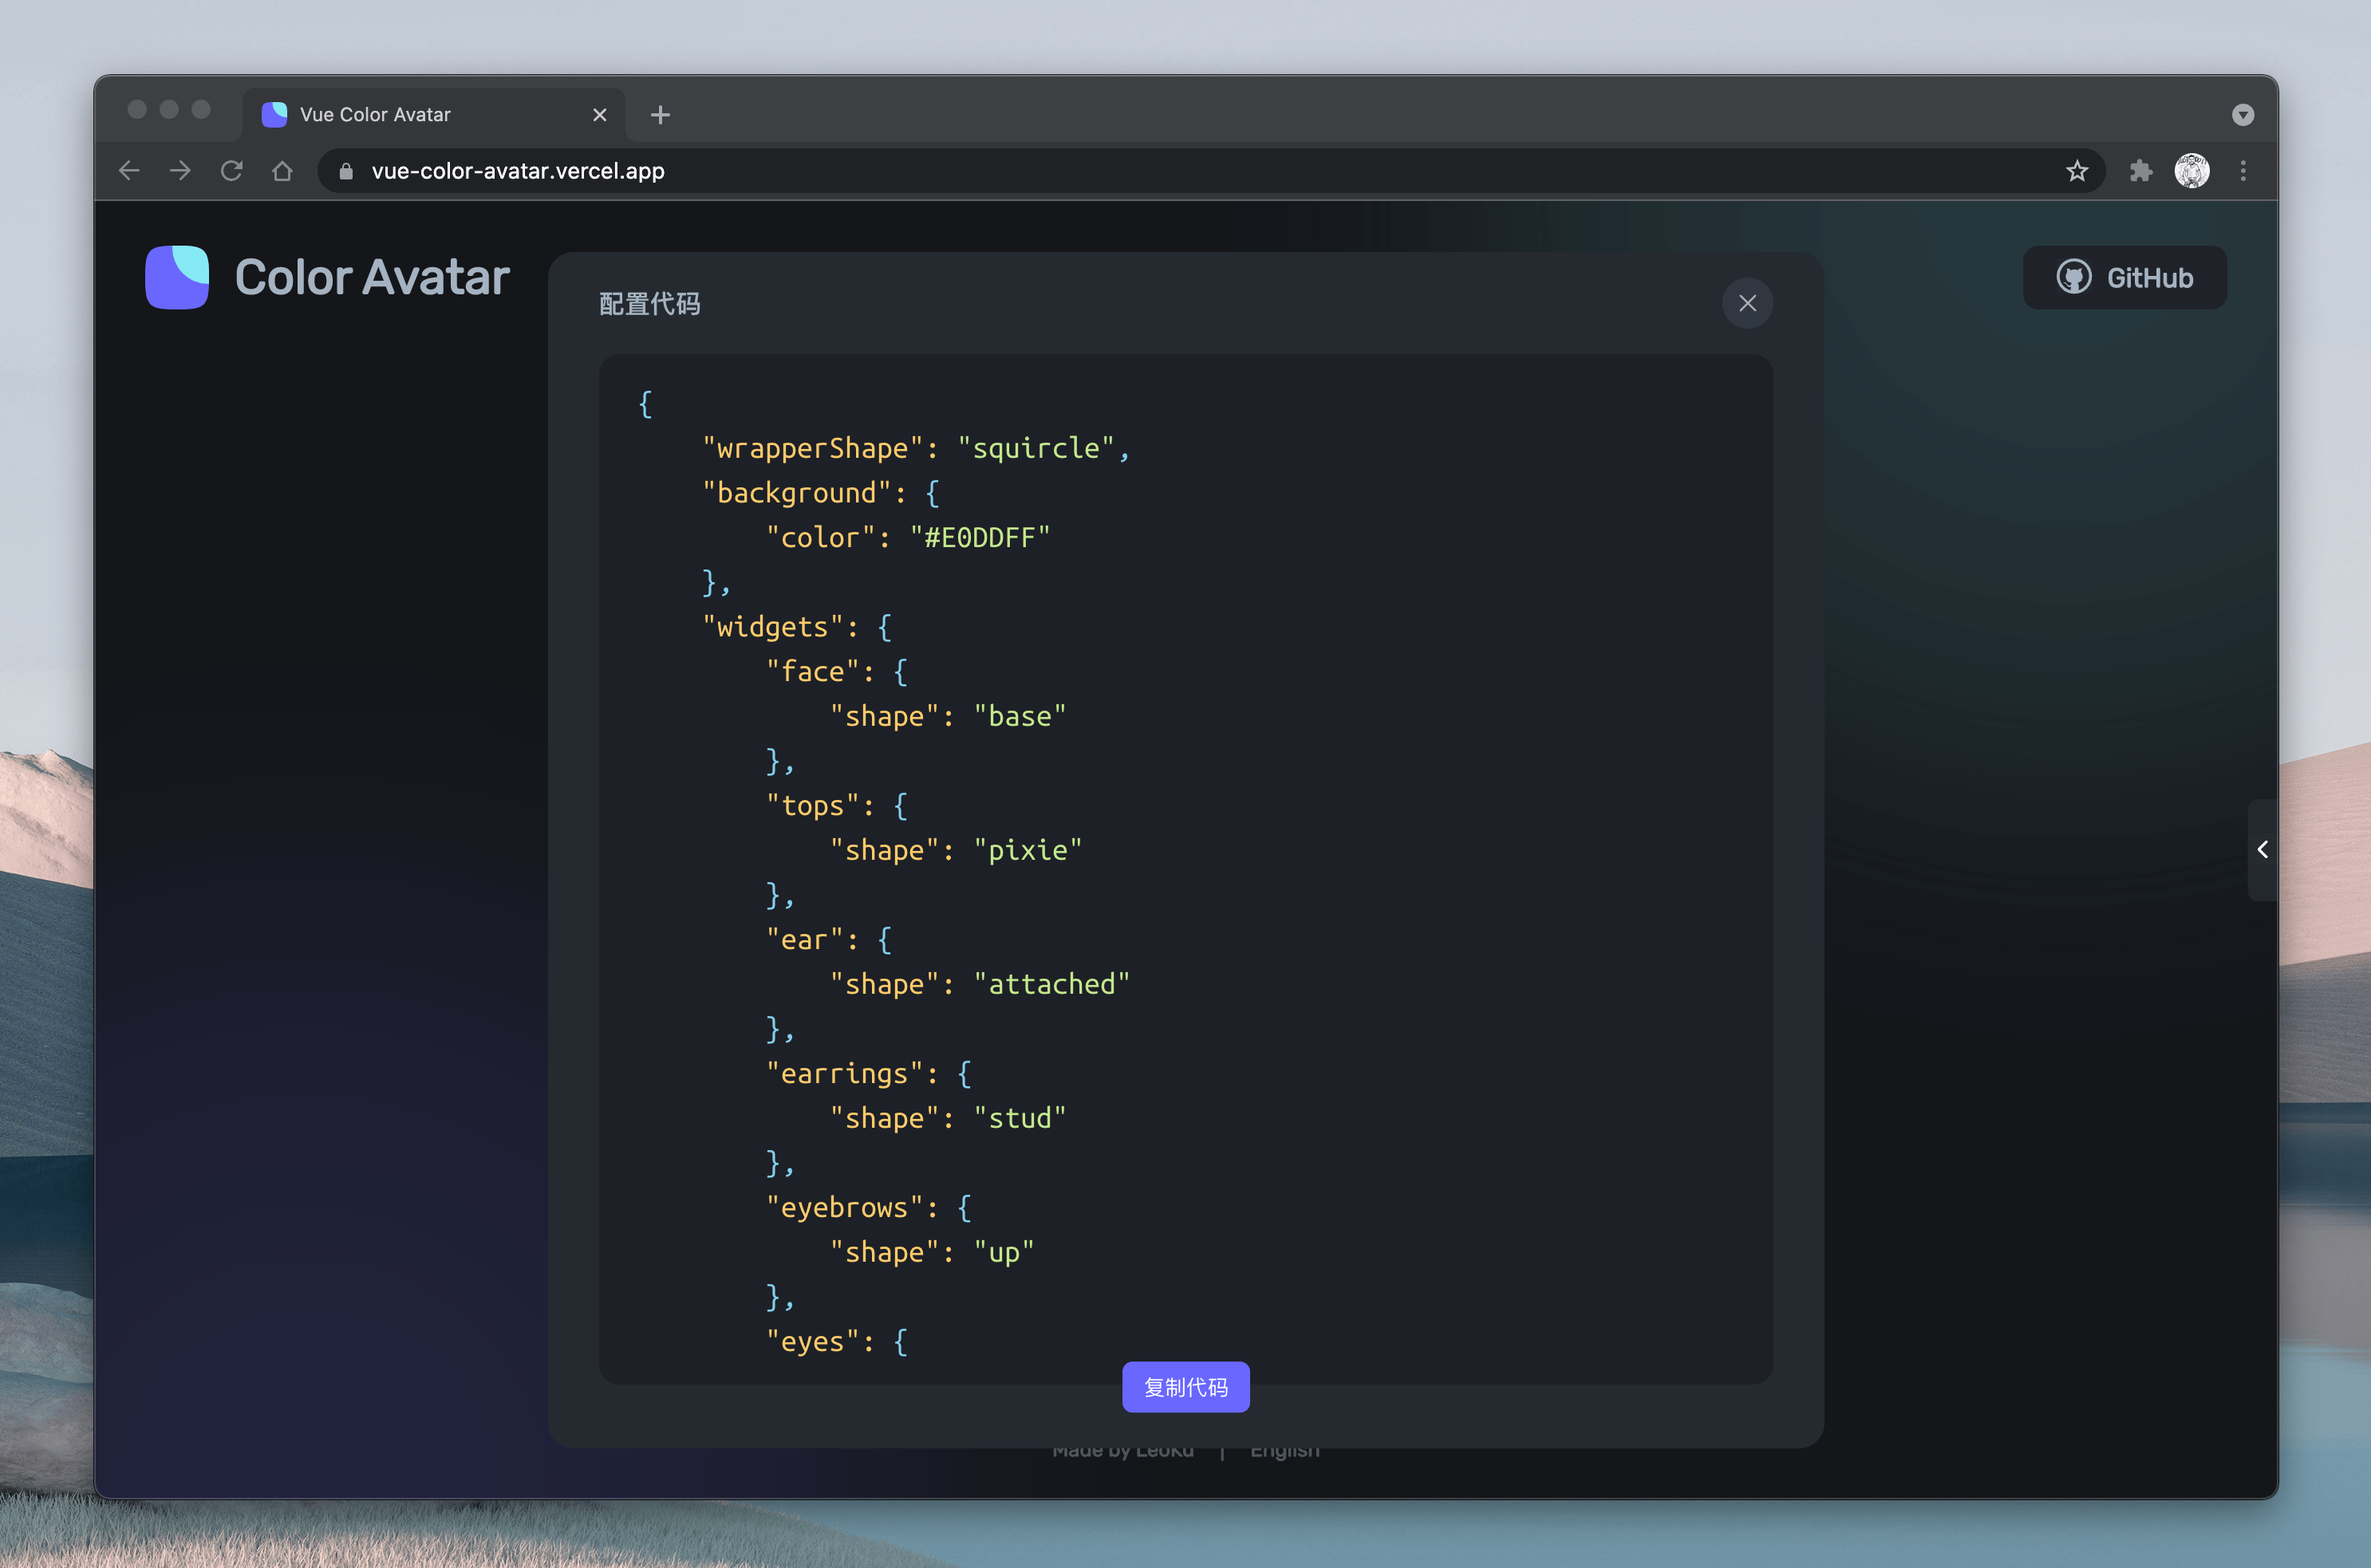 Vue Color Avatar
vue-color-avatar.vercel.app
Color Avatar
GitHub
配置代码
{
"wrapperShape": "squircle",
"background": {
"color": "#E0DDFF"
},
"widgets": {
"face": {
"shape": "base"
},
"tops": {
"shape": "pixie"
},
"ear": {
"shape": "attached"
},
"earrings": {
"shape": "stud"
},
"eyebrows": {
"shape": "up"
},
"eyes": {
复制代码
Made by LeoKu | English